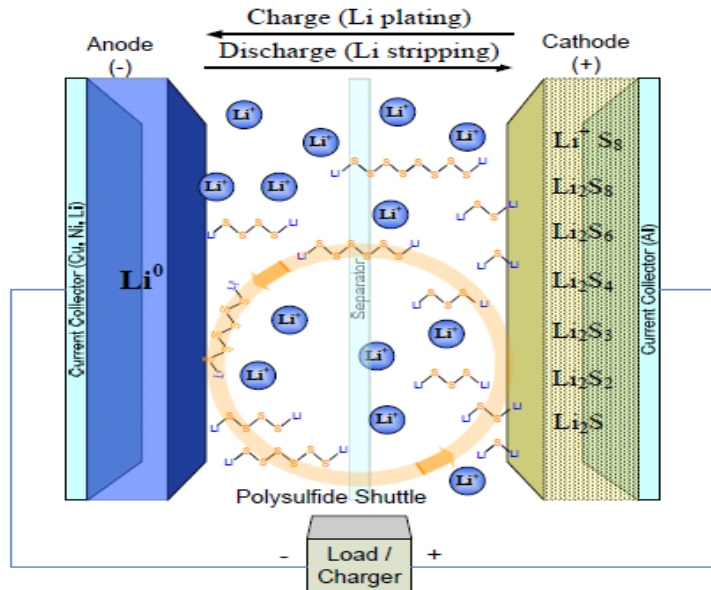 Charge (Li plating)
Discharge (Li stripping)
Anode
(-)
Cathode
(+)
Current Collector (Cu, Ni, Li)
Li⁰
Separator
Li⁺
Li⁺
Li⁺
Li⁺
Li⁺
Li⁺
Li⁺
Li⁺
Li⁺
Li⁺
Li⁺
Li⁺
Li⁺
Li⁺ S₈
Li₂S₈
Li₂S₆
Li₂S₄
Li₂S₃
Li₂S₂
Li₂S
Current Collector (Al)
Polysulfide Shuttle
-
Load /
Charger
+